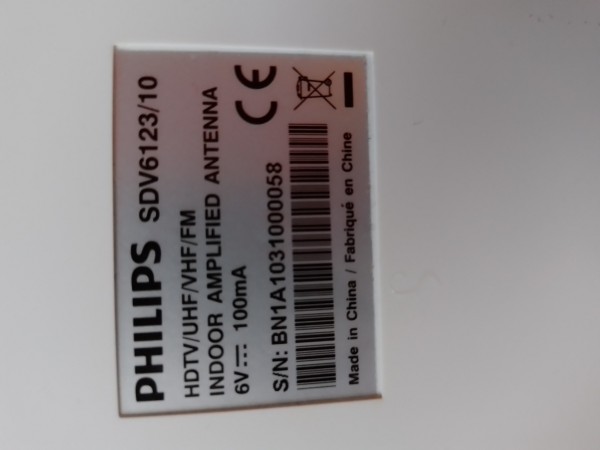 PHILIPS SDV6123/10
HDTV/UHF/VHF/FM
INDOOR AMPLIFIED ANTENNA
6V⎓ 100mA
CE
S/N: BN1A1031000058
Made in China / Fabriqué en Chine